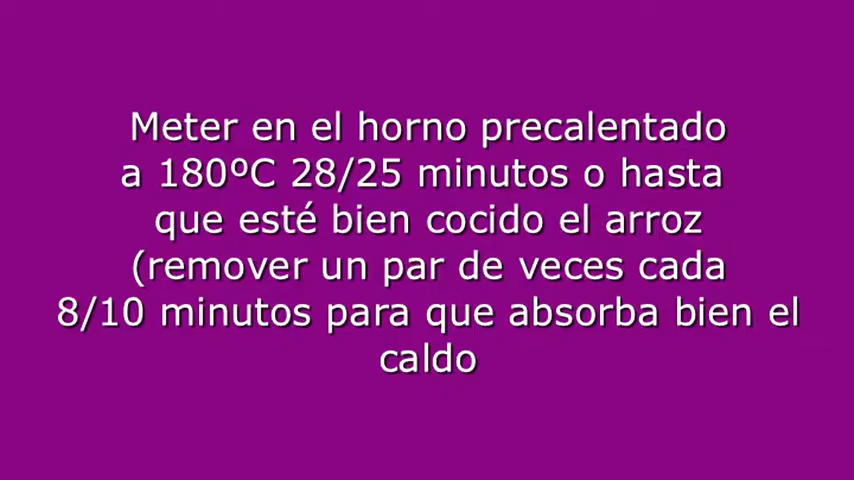 Meter en el horno precalentado
a 180ºC 28/25 minutos o hasta
que esté bien cocido el arroz
(remover un par de veces cada
8/10 minutos para que absorba bien el
caldo